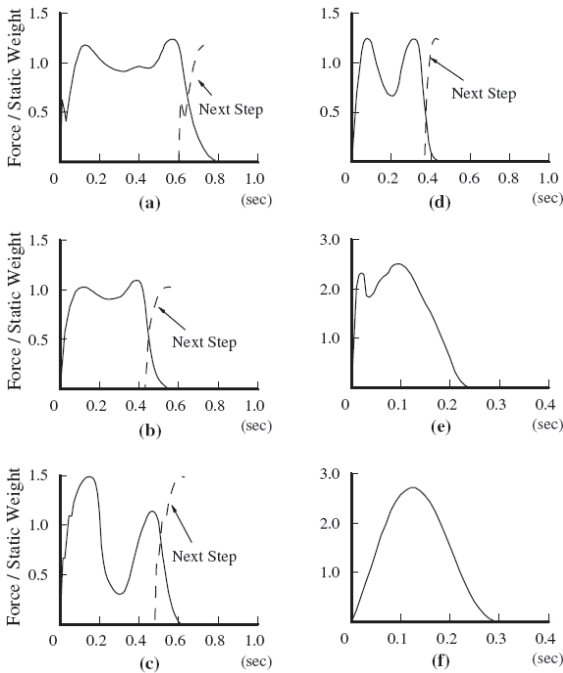 Force / Static Weight
1.5
1.0
0.5
Next Step
0 0.2 0.4 0.6 0.8 1.0
(a) (sec)
1.5
1.0
0.5
Next Step
0 0.2 0.4 0.6 0.8 1.0
(d) (sec)
Force / Static Weight
1.5
1.0
0.5
Next Step
0 0.2 0.4 0.6 0.8 1.0
(b) (sec)
3.0
2.0
1.0
0 0.1 0.2 0.3 0.4
(e) (sec)
Force / Static Weight
1.5
1.0
0.5
Next Step
0 0.2 0.4 0.6 0.8 1.0
(c) (sec)
3.0
2.0
1.0
0 0.1 0.2 0.3 0.4
(f) (sec)